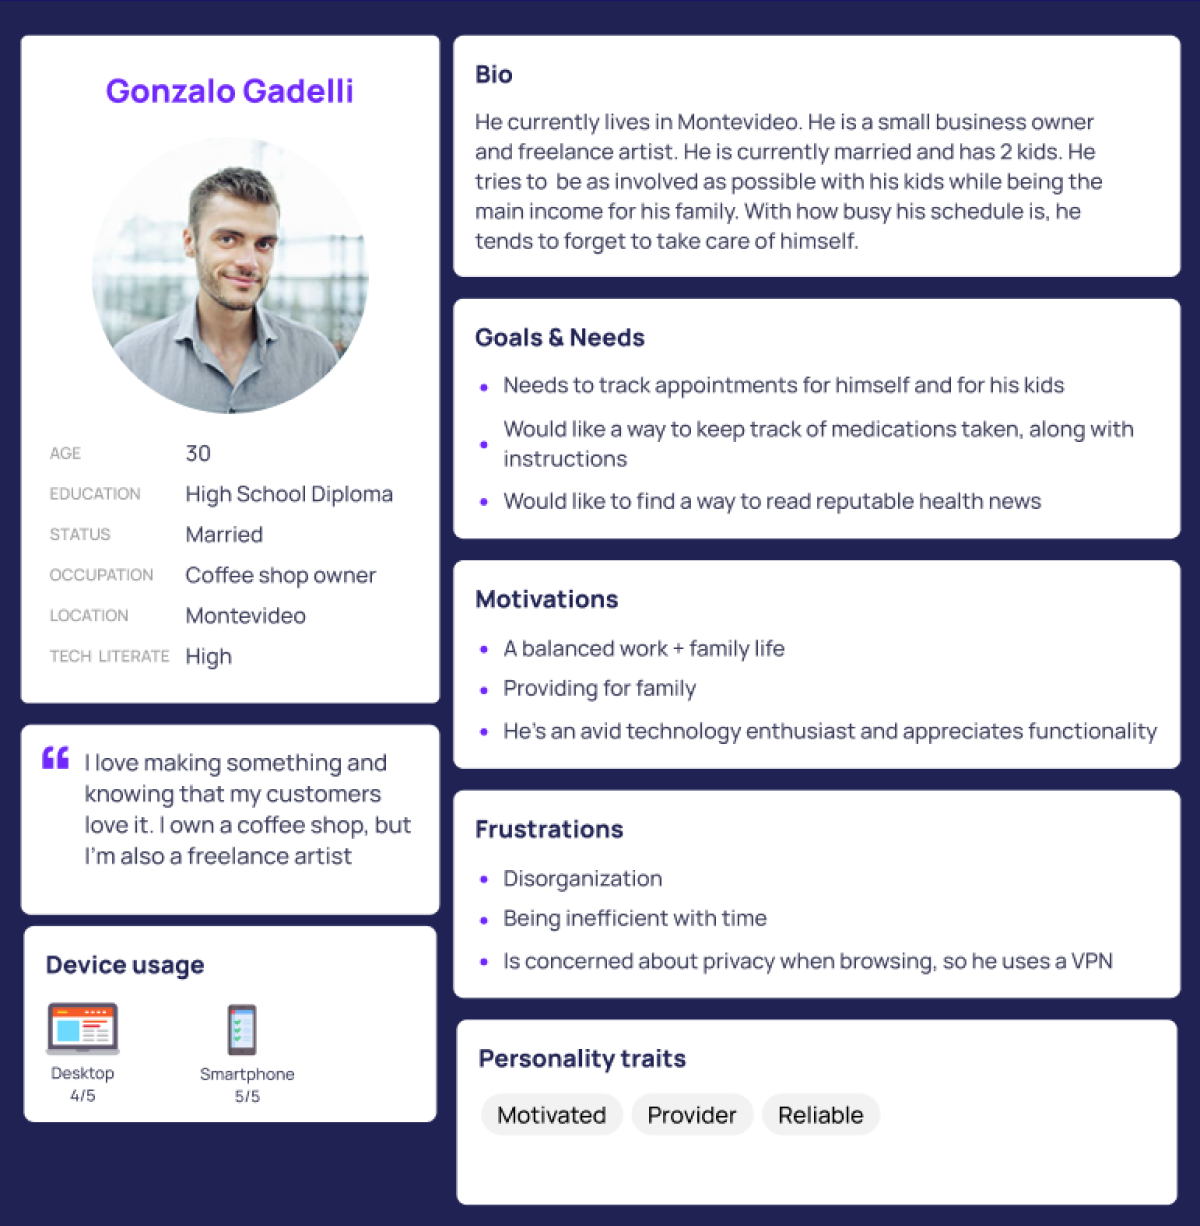 Gonzalo Gadelli
AGE 30
EDUCATION High School Diploma
STATUS Married
OCCUPATION Coffee shop owner
LOCATION Montevideo
TECH LITERATE High
“ I love making something and
knowing that my customers
love it. I own a coffee shop, but
I'm also a freelance artist
Device usage
Desktop
4/5
Smartphone
5/5
Bio
He currently lives in Montevideo. He is a small business owner
and freelance artist. He is currently married and has 2 kids. He
tries to be as involved as possible with his kids while being the
main income for his family. With how busy his schedule is, he
tends to forget to take care of himself.
Goals & Needs
• Needs to track appointments for himself and for his kids
• Would like a way to keep track of medications taken, along with
instructions
• Would like to find a way to read reputable health news
Motivations
• A balanced work + family life
• Providing for family
• He's an avid technology enthusiast and appreciates functionality
Frustrations
• Disorganization
• Being inefficient with time
• Is concerned about privacy when browsing, so he uses a VPN
Personality traits
Motivated Provider Reliable